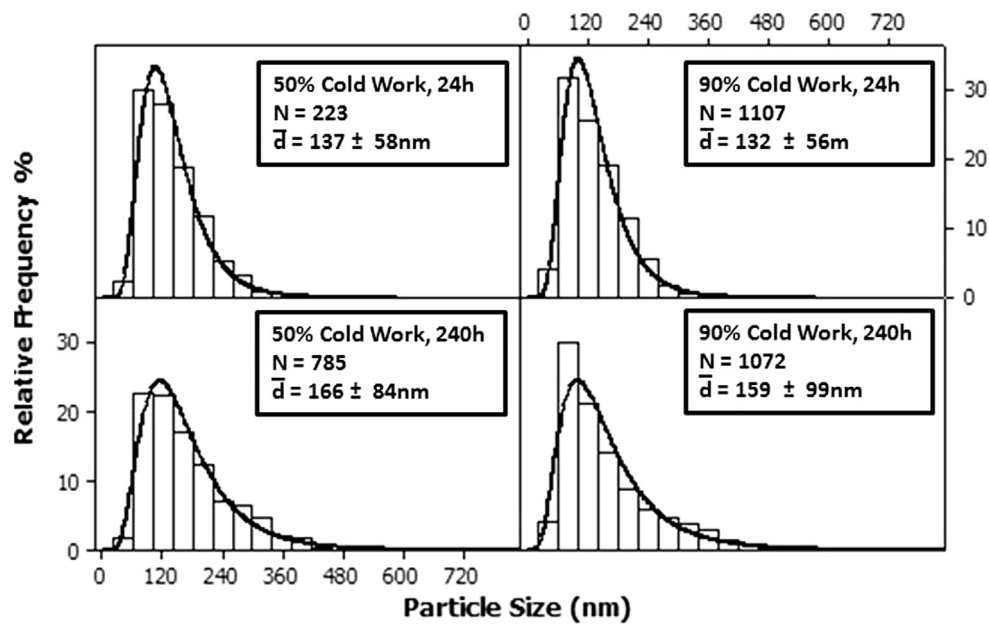 0 120 240 360 480 600 720
50% Cold Work, 24h
N = 223
d̅ = 137 ± 58nm
90% Cold Work, 24h
N = 1107
d̅ = 132 ± 56m
30
20
10
0
Relative Frequency %
50% Cold Work, 240h
N = 785
d̅ = 166 ± 84nm
90% Cold Work, 240h
N = 1072
d̅ = 159 ± 99nm
30
20
10
0
0 120 240 360 480 600 720
Particle Size (nm)